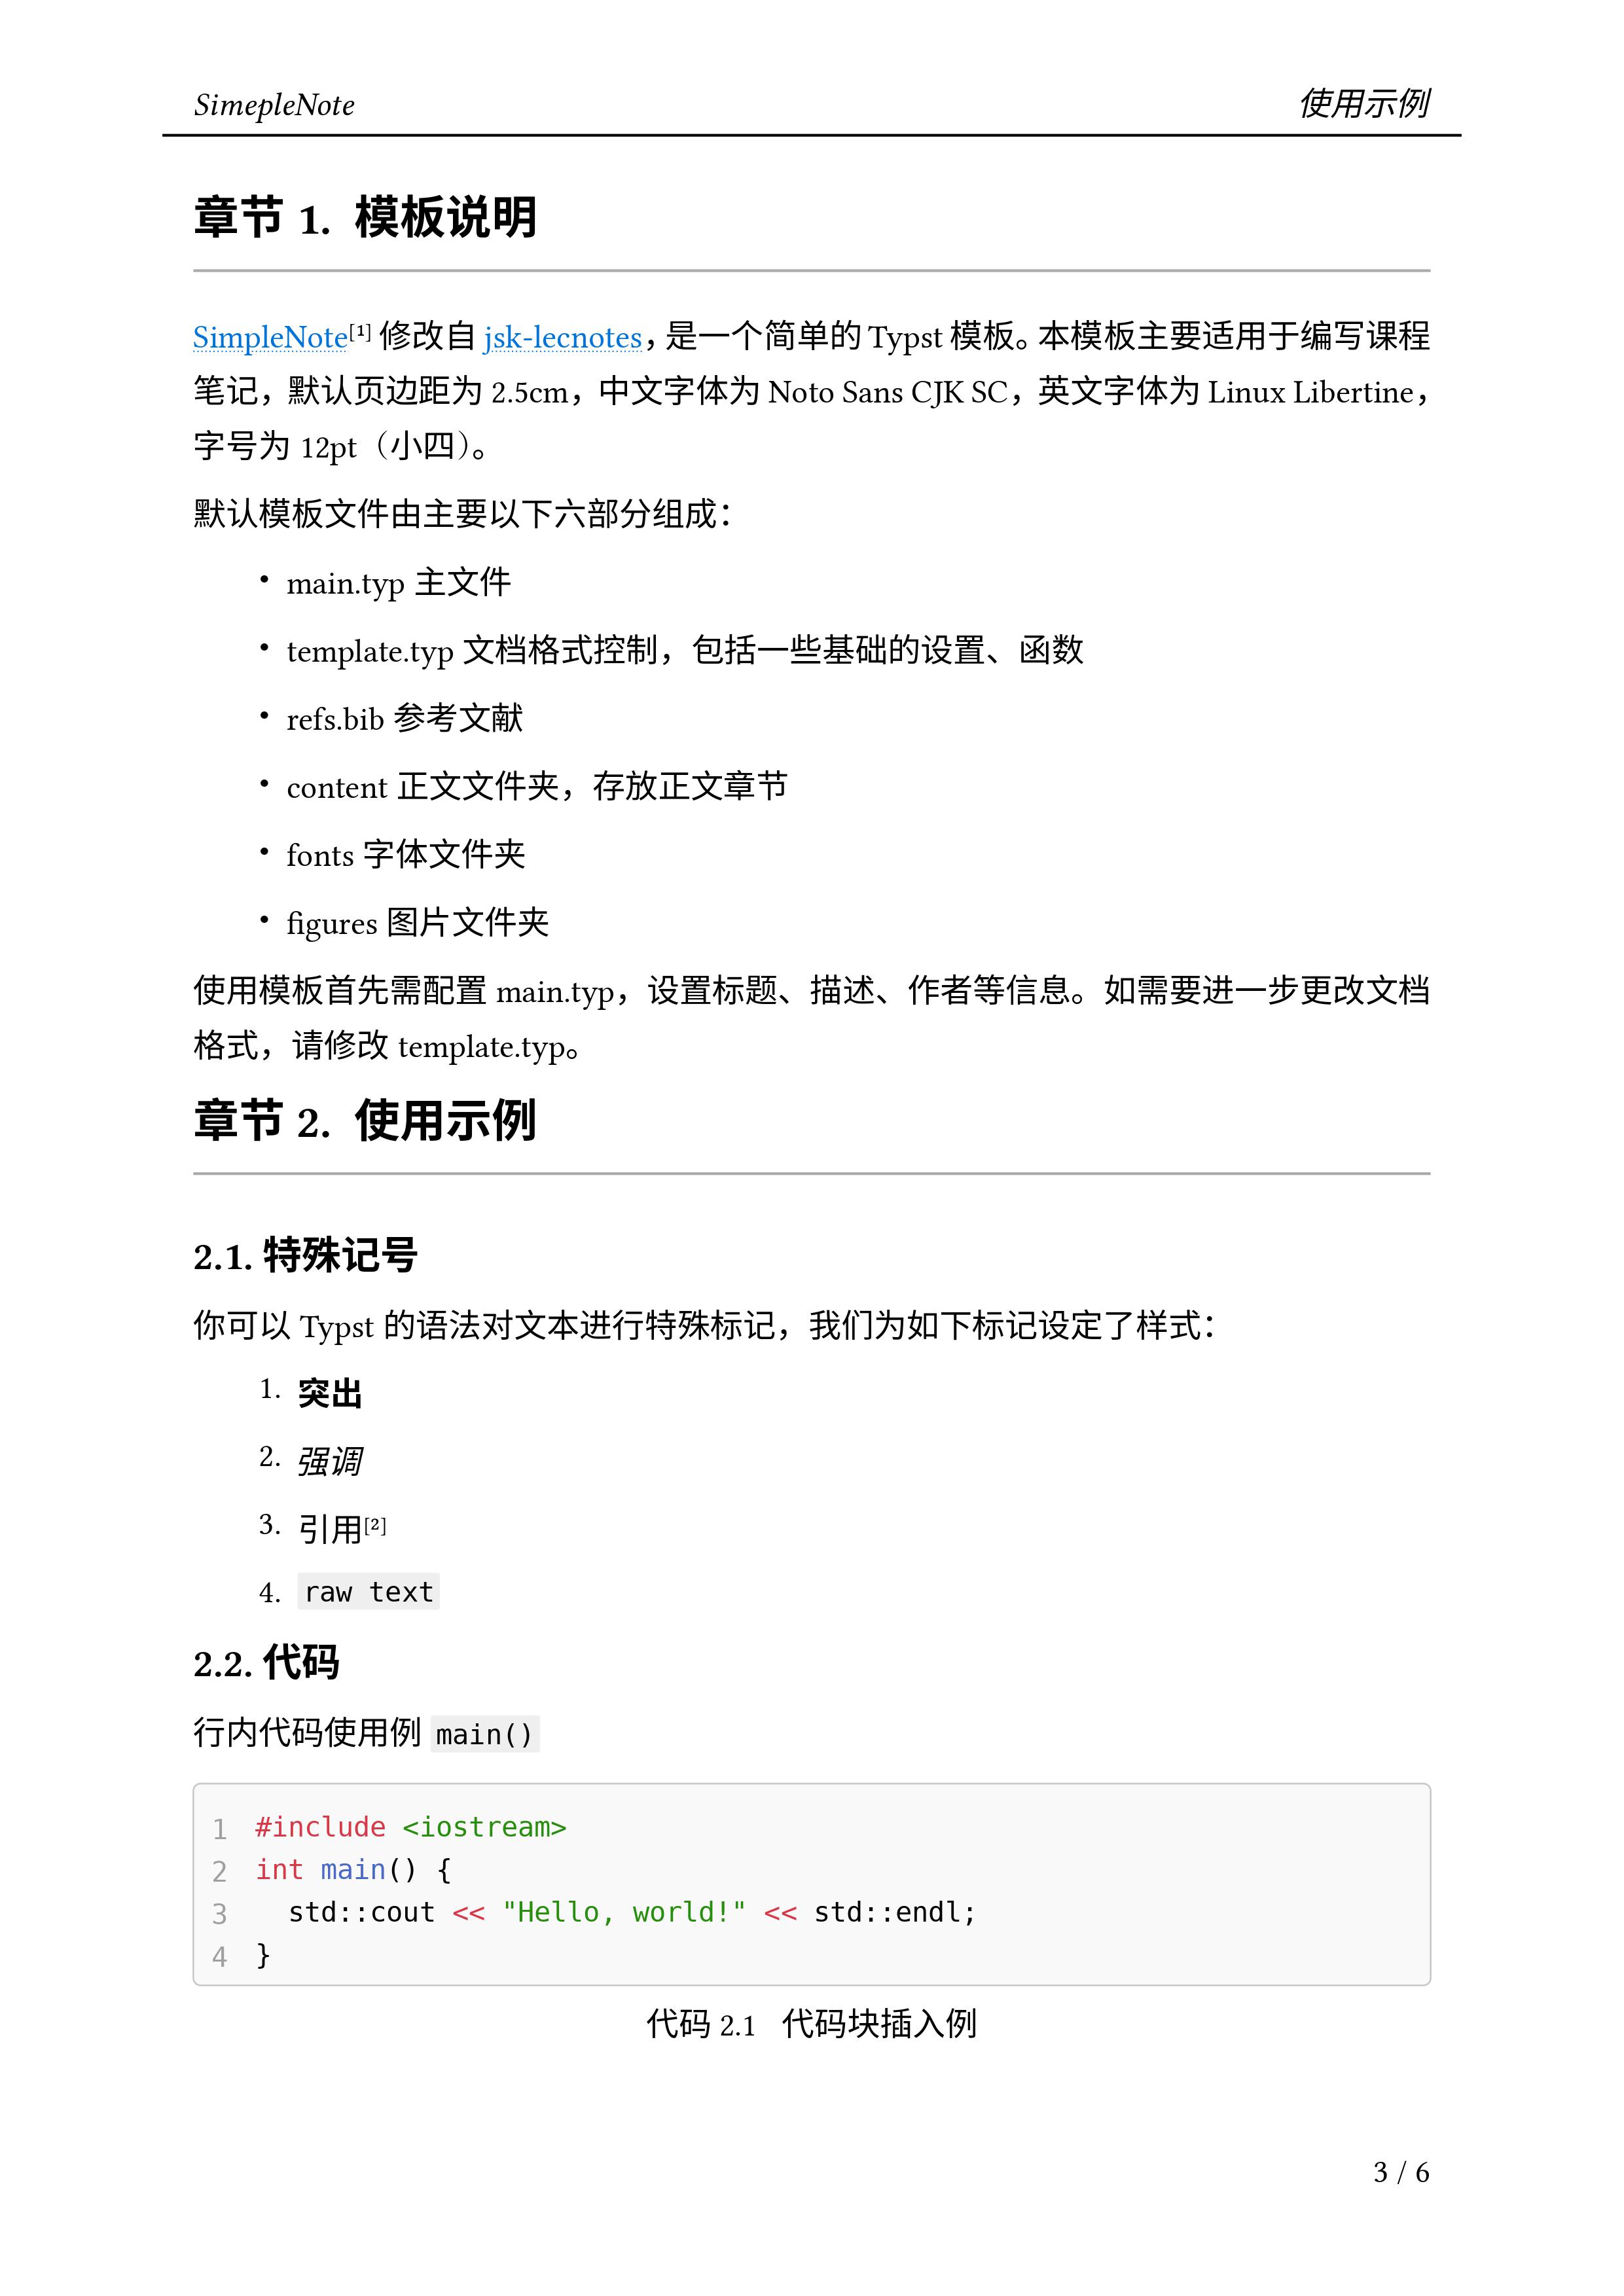 SimepleNote 使用示例
章节 1. 模板说明
SimpleNote[1] 修改自 jsk-lecnotes，是一个简单的 Typst 模板。本模板主要适用于编写课程
笔记，默认页边距为 2.5cm，中文字体为 Noto Sans CJK SC，英文字体为 Linux Libertine，
字号为 12pt（小四）。
默认模板文件由主要以下六部分组成：
• main.typ 主文件
• template.typ 文档格式控制，包括一些基础的设置、函数
• refs.bib 参考文献
• content 正文文件夹，存放正文章节
• fonts 字体文件夹
• figures 图片文件夹
使用模板首先需配置 main.typ，设置标题、描述、作者等信息。如需要进一步更改文档
格式，请修改 template.typ。
章节 2. 使用示例
2.1. 特殊记号
你可以 Typst 的语法对文本进行特殊标记，我们为如下标记设定了样式：
1. 突出
2. 强调
3. 引用[2]
4. raw text
2.2. 代码
行内代码使用例 main()
1 #include <iostream>
2 int main() {
3   std::cout << "Hello, world!" << std::endl;
4 }
代码 2.1 代码块插入例
3 / 6